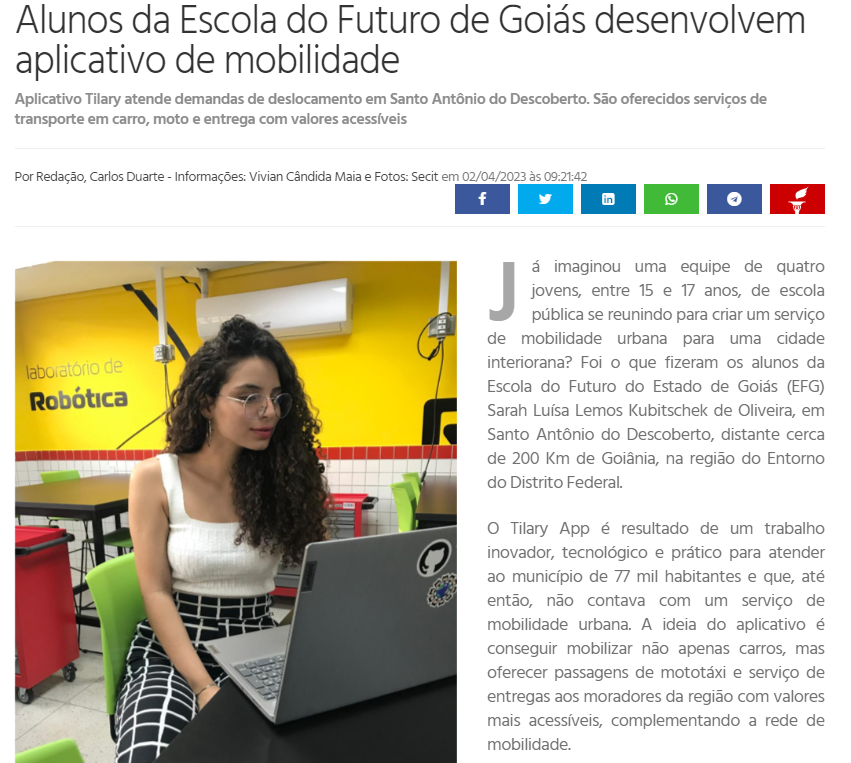 Alunos da Escola do Futuro de Goiás desenvolvem
aplicativo de mobilidade
Aplicativo Tilary atende demandas de deslocamento em Santo Antônio do Descoberto. São oferecidos serviços de
transporte em carro, moto e entrega com valores acessíveis
Por Redação, Carlos Duarte - Informações: Vivian Cândida Maia e Fotos: Secit em 02/04/2023 às 09:21:42
laboratório de
Robótica
Já imaginou uma equipe de quatro
jovens, entre 15 e 17 anos, de escola
pública se reunindo para criar um serviço
de mobilidade urbana para uma cidade
interiorana? Foi o que fizeram os alunos da
Escola do Futuro do Estado de Goiás (EFG)
Sarah Luísa Lemos Kubitschek de Oliveira, em
Santo Antônio do Descoberto, distante cerca
de 200 Km de Goiânia, na região do Entorno
do Distrito Federal.
O Tilary App é resultado de um trabalho
inovador, tecnológico e prático para atender
ao município de 77 mil habitantes e que, até
então, não contava com um serviço de
mobilidade urbana. A ideia do aplicativo é
conseguir mobilizar não apenas carros, mas
oferecer passagens de mototáxi e serviço de
entregas aos moradores da região com valores
mais acessíveis, complementando a rede de
mobilidade.